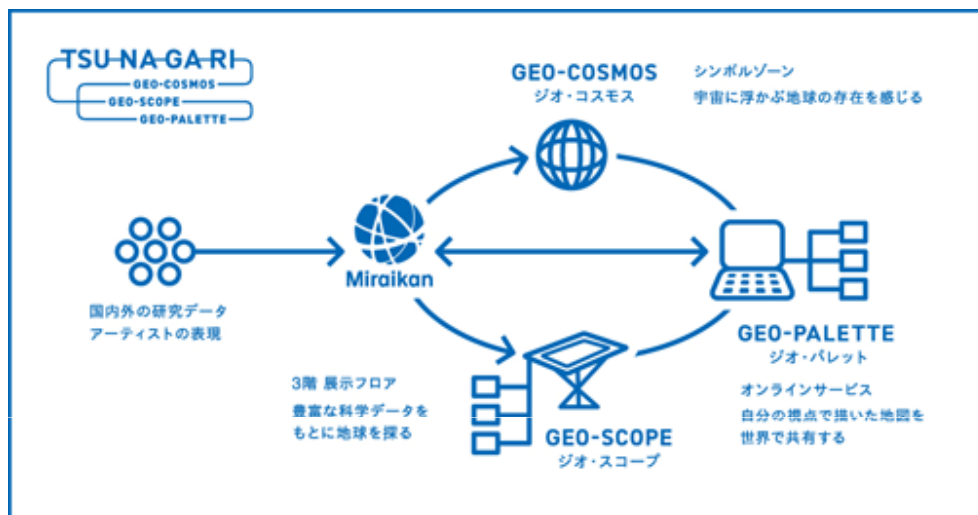 TSU-NA-GA-RI
GEO-COSMOS
GEO-SCOPE
GEO-PALETTE
GEO-COSMOS
ジオ・コスモス
シンボルゾーン
宇宙に浮かぶ地球の存在を感じる
Miraikan
国内外の研究データ
アーティストの表現
3階 展示フロア
豊富な科学データを
もとに地球を探る
GEO-SCOPE
ジオ・スコープ
GEO-PALETTE
ジオ・パレット
オンラインサービス
自分の視点で描いた地図を
世界で共有する